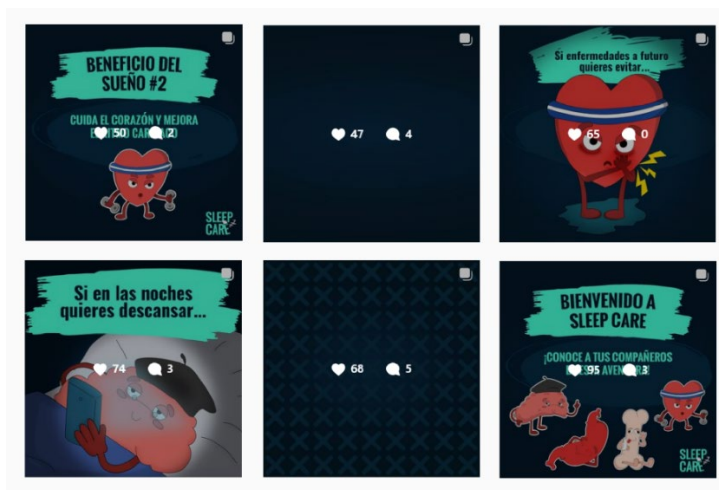 BENEFICIO DEL
SUEÑO #2
CUIDA EL CORAZÓN Y MEJORA
50 2
SLEEP
CARE
47 4
Si enfermedades a futuro
quieres evitar...
65 0
Si en las noches
quieres descansar...
74 3
68 5
BIENVENIDO A
SLEEP CARE
¡CONOCE A TUS COMPAÑEROS
95 3
SLEEP
CARE